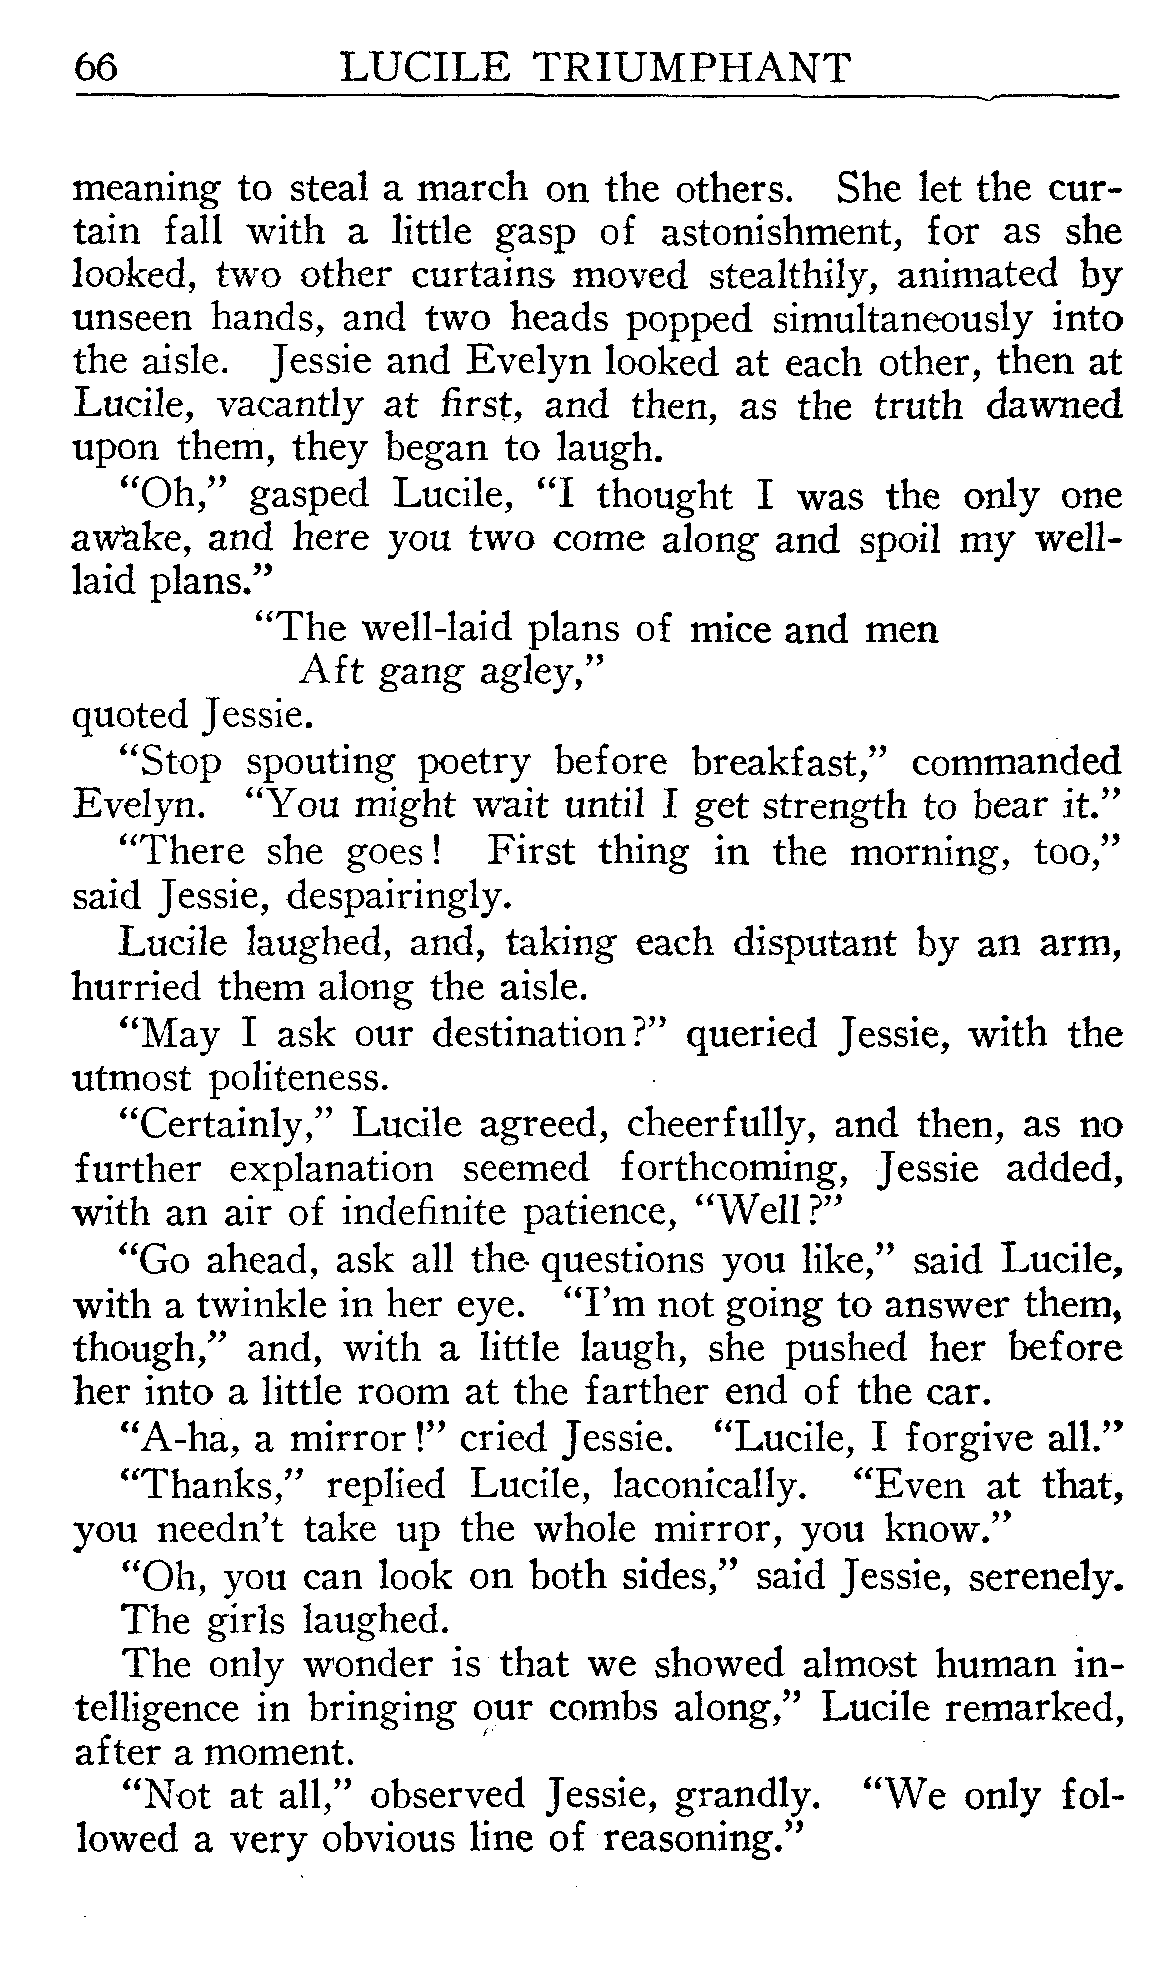 66 LUCILE TRIUMPHANT
meaning to steal a march on the others. She let the cur-
tain fall with a little gasp of astonishment, for as she
looked, two other curtains moved stealthily, animated by
unseen hands, and two heads popped simultaneously into
the aisle. Jessie and Evelyn looked at each other, then at
Lucile, vacantly at first, and then, as the truth dawned
upon them, they began to laugh.
“Oh,” gasped Lucile, “I thought I was the only one
awake, and here you two come along and spoil my well-
laid plans.”
“The well-laid plans of mice and men
Aft gang agley,”
quoted Jessie.
“Stop spouting poetry before breakfast,” commanded
Evelyn. “You might wait until I get strength to bear it.”
“There she goes! First thing in the morning, too,”
said Jessie, despairingly.
Lucile laughed, and, taking each disputant by an arm,
hurried them along the aisle.
“May I ask our destination?” queried Jessie, with the
utmost politeness.
“Certainly,” Lucile agreed, cheerfully, and then, as no
further explanation seemed forthcoming, Jessie added,
with an air of indefinite patience, “Well?”
“Go ahead, ask all the questions you like,” said Lucile,
with a twinkle in her eye. “I’m not going to answer them,
though,” and, with a little laugh, she pushed her before
her into a little room at the farther end of the car.
“A-ha, a mirror!” cried Jessie. “Lucile, I forgive all.”
“Thanks,” replied Lucile, laconically. “Even at that,
you needn’t take up the whole mirror, you know.”
“Oh, you can look on both sides,” said Jessie, serenely.
The girls laughed.
The only wonder is that we showed almost human in-
telligence in bringing our combs along,” Lucile remarked,
after a moment.
“Not at all,” observed Jessie, grandly. “We only fol-
lowed a very obvious line of reasoning.”